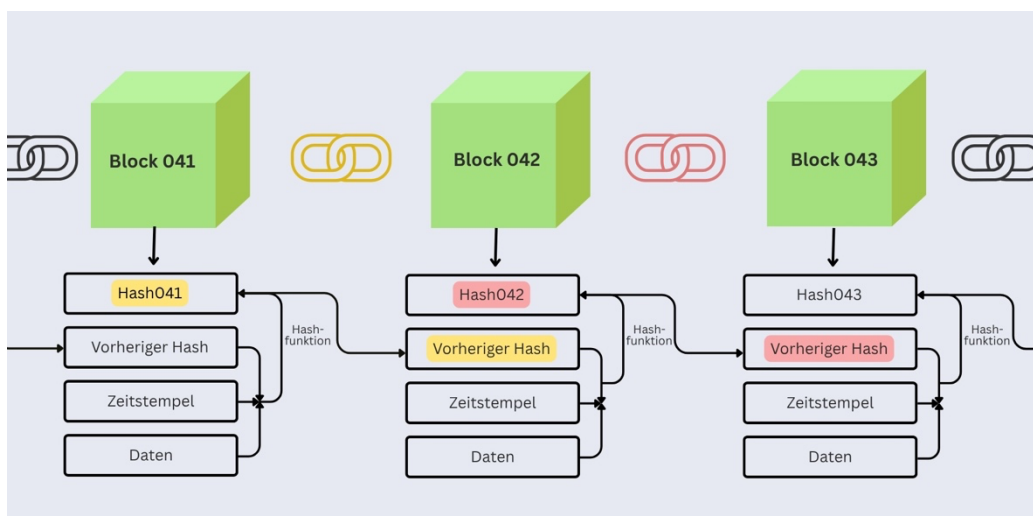 Block 041
Block 042
Block 043
Hash041
Hash042
Hash043
Hash-
funktion
Hash-
funktion
Hash-
funktion
Vorheriger Hash
Vorheriger Hash
Vorheriger Hash
Zeitstempel
Zeitstempel
Zeitstempel
Daten
Daten
Daten